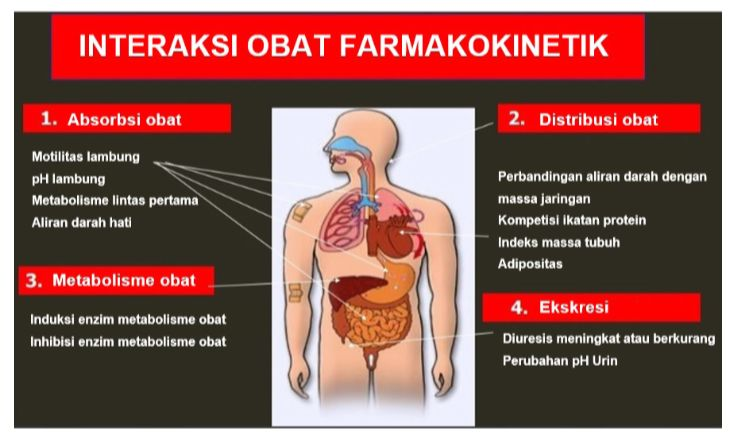 INTERAKSI OBAT FARMAKOKINETIK
1. Absorbsi obat
Motilitas lambung
pH lambung
Metabolisme lintas pertama
Aliran darah hati
2. Distribusi obat
Perbandingan aliran darah dengan
massa jaringan
Kompetisi ikatan protein
Indeks massa tubuh
Adipositas
3. Metabolisme obat
Induksi enzim metabolisme obat
Inhibisi enzim metabolisme obat
4. Ekskresi
Diuresis meningkat atau berkurang
Perubahan pH Urin